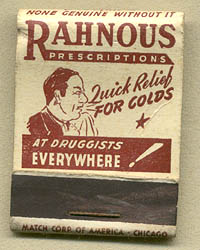 NONE GENUINE WITHOUT IT
RAHNOUS
PRESCRIPTIONS
Quick Relief
FOR COLDS
AT DRUGGISTS
EVERYWHERE!
MATCH CORP. OF AMERICA · CHICAGO